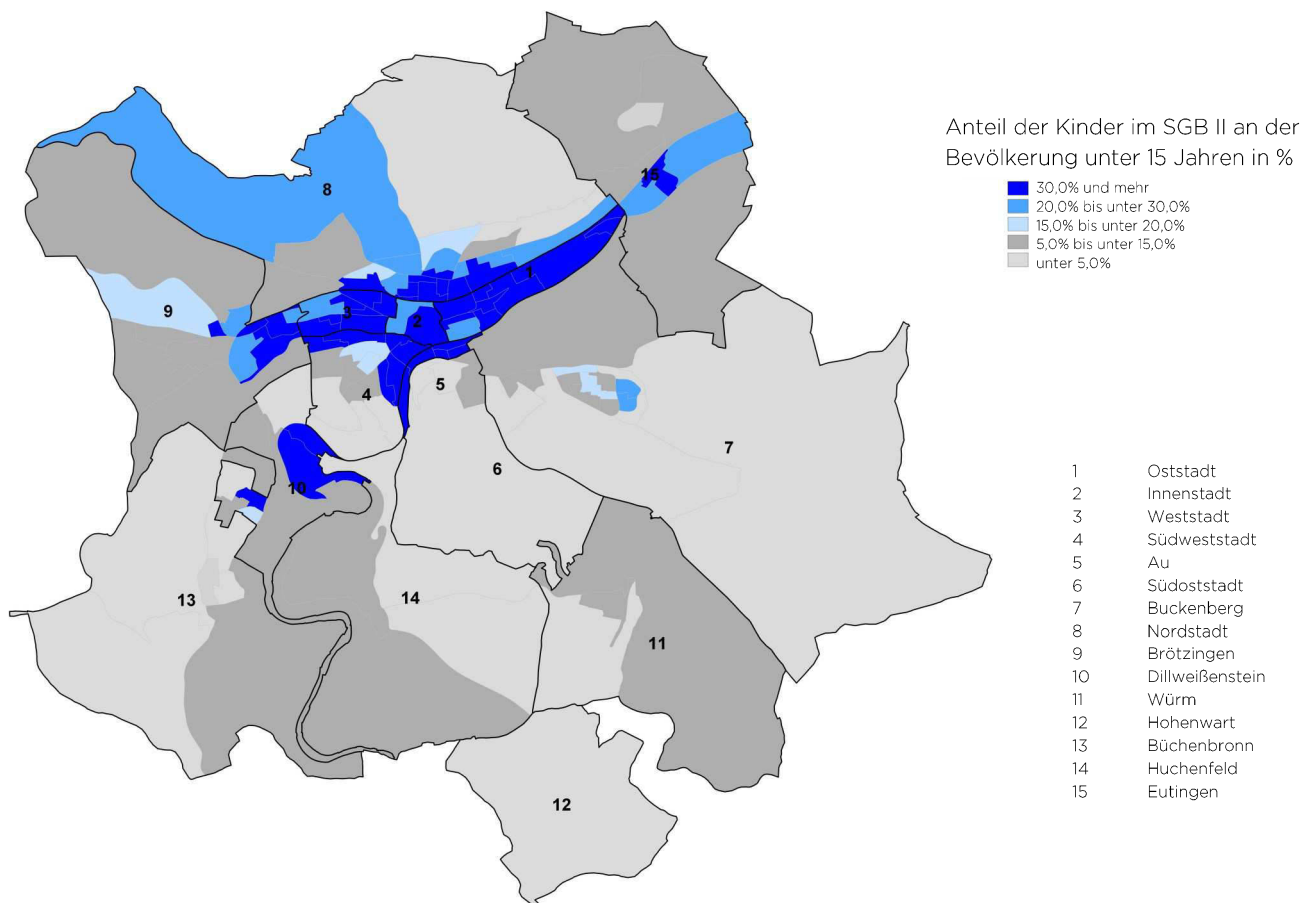 Anteil der Kinder im SGB II an der
Bevölkerung unter 15 Jahren in %
30,0% und mehr
20,0% bis unter 30,0%
15,0% bis unter 20,0%
5,0% bis unter 15,0%
unter 5,0%
15
8
1
9
3
2
4
5
7
6
10
13
14
11
12
1 Oststadt
2 Innenstadt
3 Weststadt
4 Südweststadt
5 Au
6 Südoststadt
7 Buckenberg
8 Nordstadt
9 Brötzingen
10 Dillweißenstein
11 Würm
12 Hohenwart
13 Büchenbronn
14 Huchenfeld
15 Eutingen